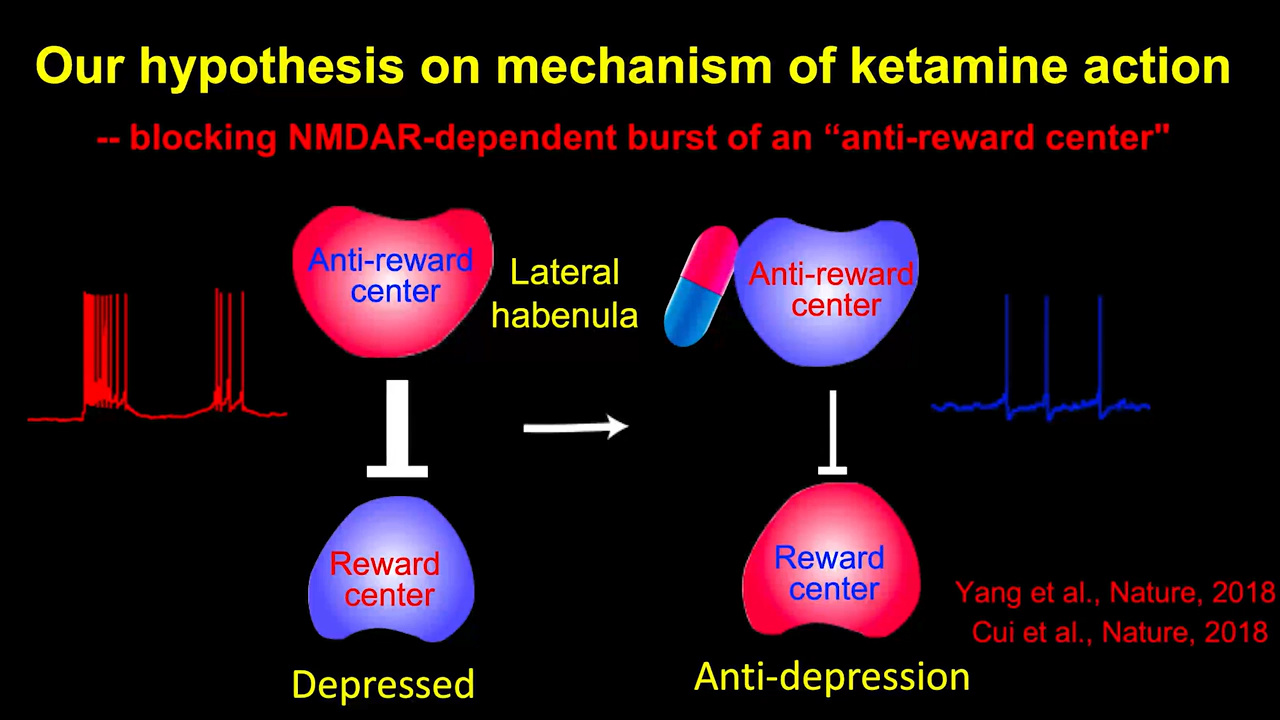 Our hypothesis on mechanism of ketamine action
-- blocking NMDAR-dependent burst of an “anti-reward center"
Anti-reward
center
Lateral
habenula
Anti-reward
center
Reward
center
Reward
center
Yang et al., Nature, 2018
Cui et al., Nature, 2018
Depressed
Anti-depression